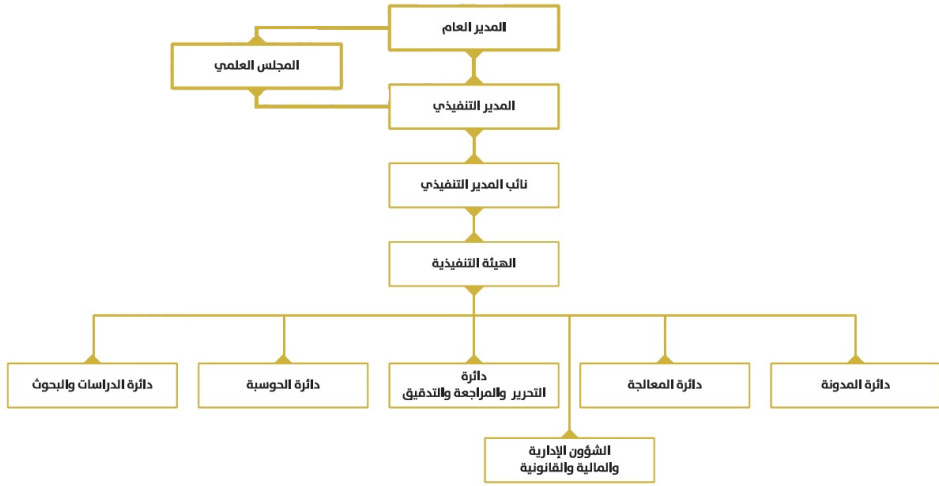 المدير العام
المجلس العلمي
المدير التنفيذي
نائب المدير التنفيذي
الهيئة التنفيذية
دائرة المدونة
دائرة المعالجة
دائرة
التحرير والمراجعة والتدقيق
دائرة الحوسبة
دائرة الدراسات والبحوث
الشؤون الإدارية
والمالية والقانونية